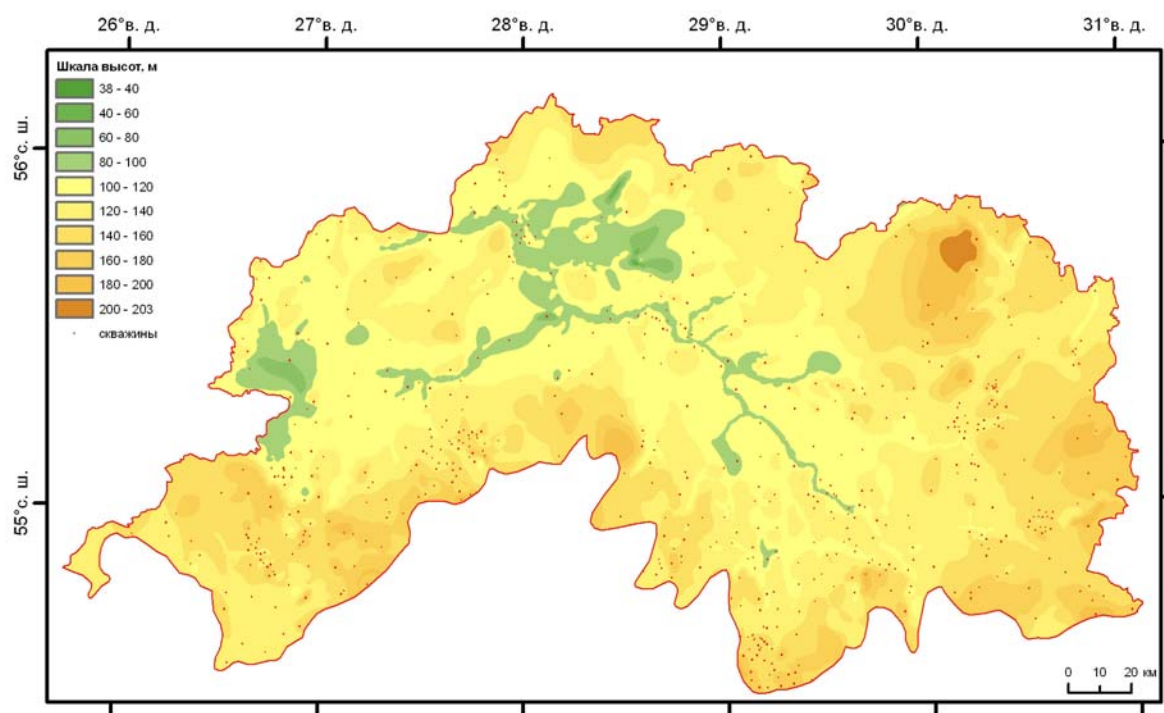 26°в. д. 27°в. д. 28°в. д. 29°в. д. 30°в. д. 31°в. д.
Шкала высот, м
38 - 40
40 - 60
60 - 80
80 - 100
100 - 120
120 - 140
140 - 160
160 - 180
180 - 200
200 - 203
скважины
56°с. ш.
55°с. ш.
0 10 20 км